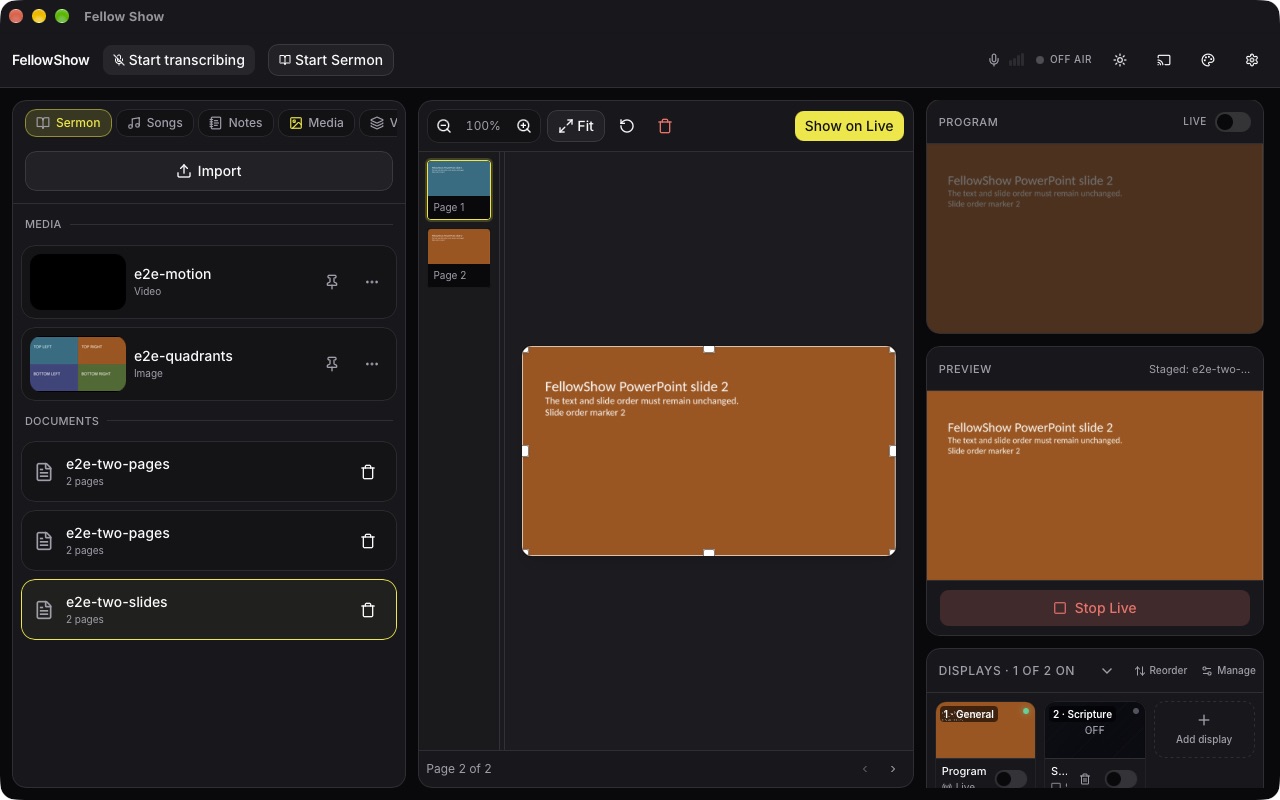 Fellow Show
FellowShow
Start transcribing
Start Sermon
OFF AIR
Sermon
Songs
Notes
Media
V
Import
MEDIA
e2e-motion
Video
TOP LEFT
TOP RIGHT
BOTTOM LEFT
BOTTOM RIGHT
e2e-quadrants
Image
DOCUMENTS
e2e-two-pages
2 pages
e2e-two-pages
2 pages
e2e-two-slides
2 pages
100%
Fit
Show on Live
Page 1
Page 2
FellowShow PowerPoint slide 2
The text and slide order must remain unchanged.
Slide order marker 2
Page 2 of 2
PROGRAM
LIVE
FellowShow PowerPoint slide 2
The text and slide order must remain unchanged.
Slide order marker 2
PREVIEW
Staged: e2e-two-...
FellowShow PowerPoint slide 2
The text and slide order must remain unchanged.
Slide order marker 2
Stop Live
DISPLAYS · 1 OF 2 ON
Reorder
Manage
1 · General
2 · Scripture
OFF
Add display
Program
Live
S...